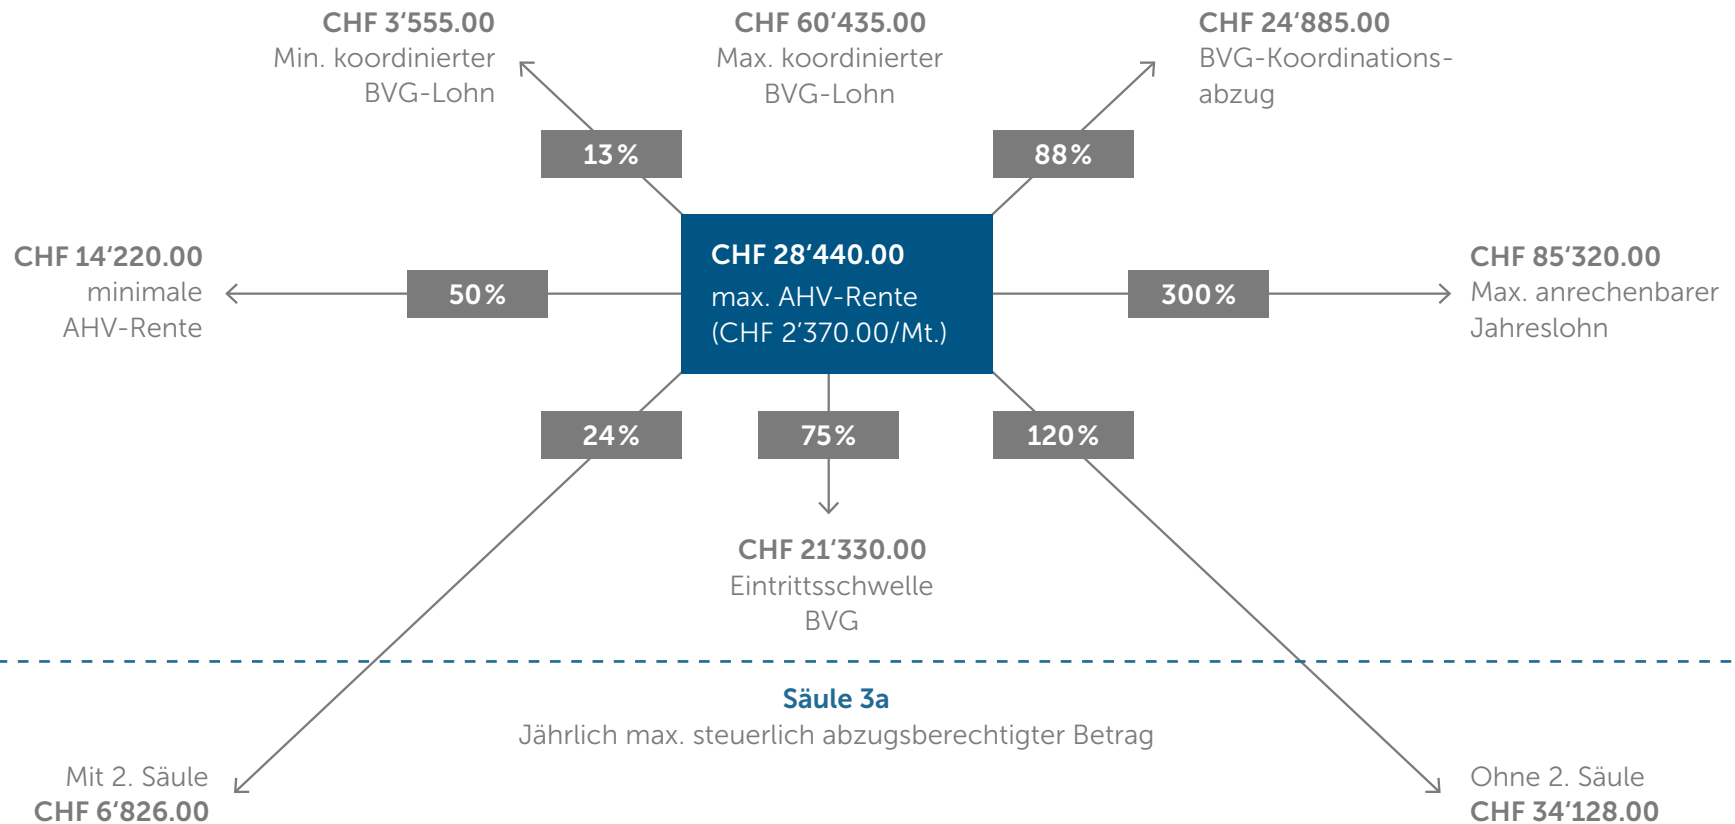 CHF 3‘555.00
Min. koordinierter
BVG-Lohn
CHF 60‘435.00
Max. koordinierter
BVG-Lohn
CHF 24‘885.00
BVG-Koordinations-
abzug
13%
88%
CHF 14‘220.00
minimale
AHV-Rente
50%
CHF 28‘440.00
max. AHV-Rente
(CHF 2’370.00/Mt.)
300%
CHF 85‘320.00
Max. anrechenbarer
Jahreslohn
24%
75%
120%
CHF 21‘330.00
Eintrittsschwelle
BVG
Säule 3a
Jährlich max. steuerlich abzugsberechtigter Betrag
Mit 2. Säule
CHF 6‘826.00
Ohne 2. Säule
CHF 34‘128.00